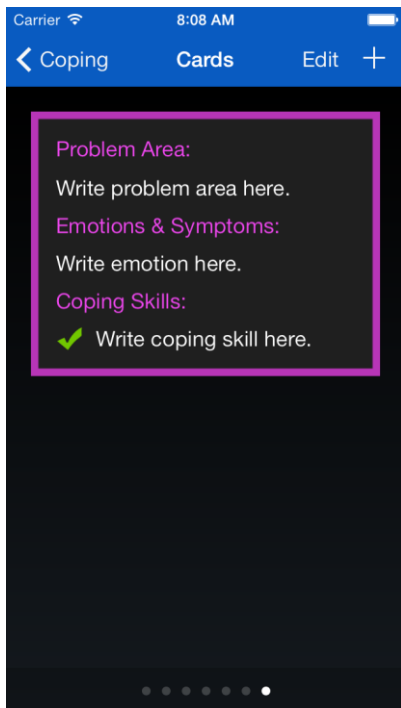 Carrier 8:08 AM
Coping Cards Edit +
Problem Area:
Write problem area here.
Emotions & Symptoms:
Write emotion here.
Coping Skills:
Write coping skill here.